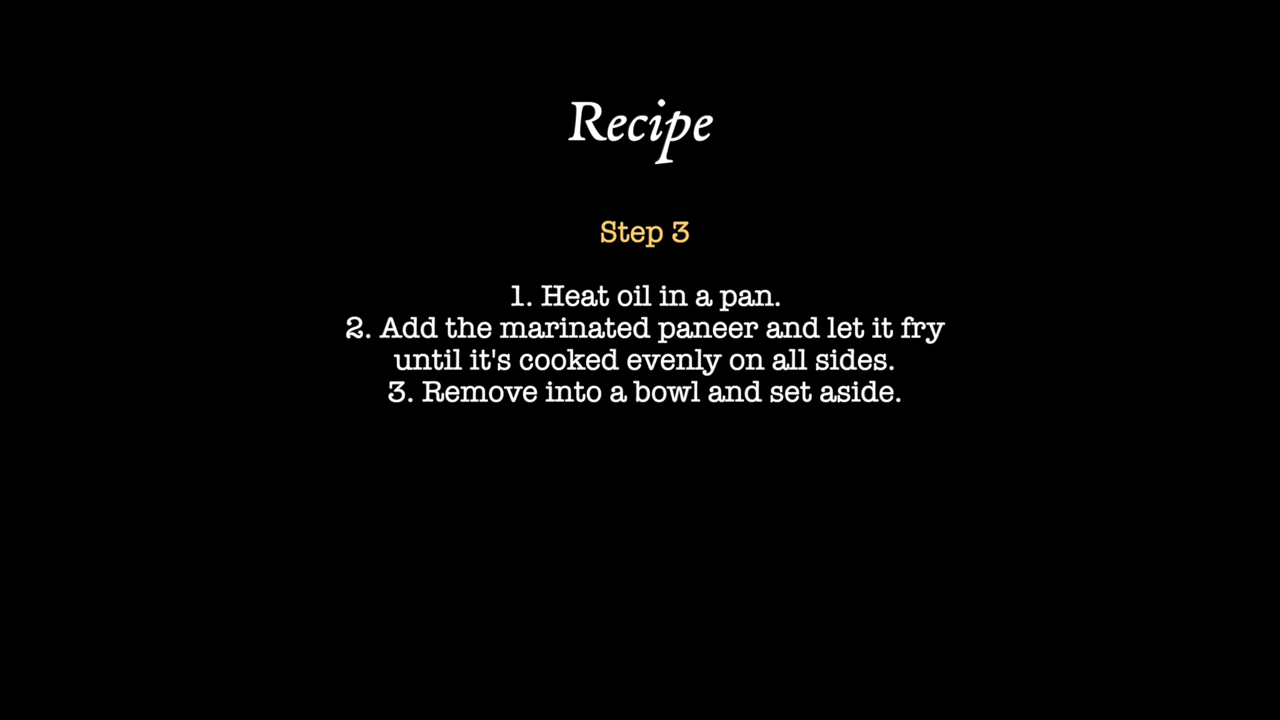 Recipe
Step 3
1. Heat oil in a pan.
2. Add the marinated paneer and let it fry
until it's cooked evenly on all sides.
3. Remove into a bowl and set aside.